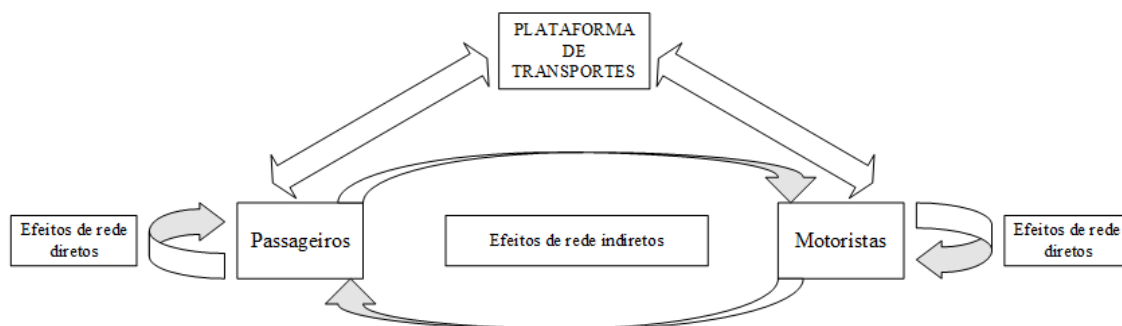 PLATAFORMA
DE
TRANSPORTES
Efeitos de rede
diretos
Passageiros
Efeitos de rede indiretos
Motoristas
Efeitos de rede
diretos